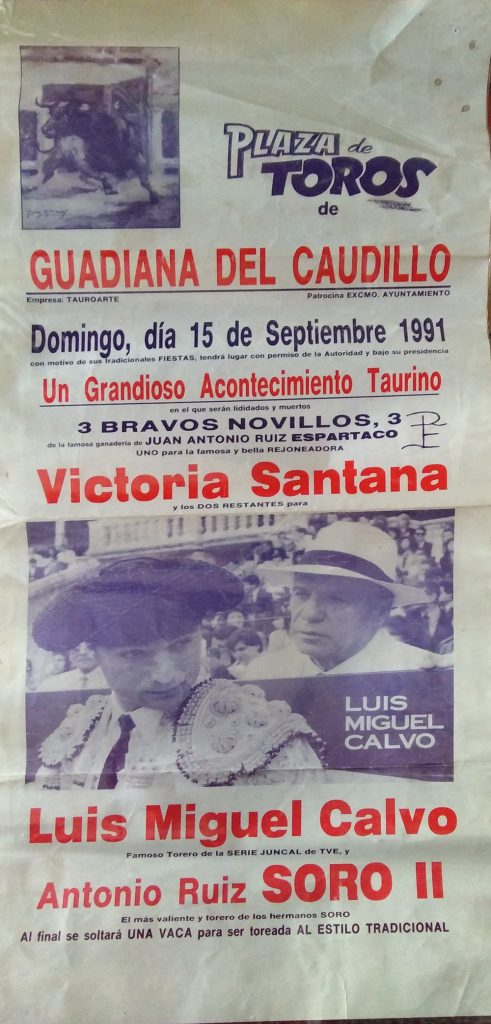 PLAZA de
TOROS
de
GUADIANA DEL CAUDILLO
Empresa: TAUROARTE Patrocina EXCMO. AYUNTAMIENTO
Domingo, día 15 de Septiembre 1991
con motivo de sus tradicionales FIESTAS, tendrá lugar con permiso de la Autoridad y bajo su presidencia
Un Grandioso Acontecimiento Taurino
en el que serán lididados y muertos
3 BRAVOS NOVILLOS, 3
de la famosa ganadería de JUAN ANTONIO RUIZ ESPARTACO
UNO para la famosa y bella REJONEADORA
Victoria Santana
y los DOS RESTANTES para
LUIS
MIGUEL
CALVO
Luis Miguel Calvo
Famoso Torero de la SERIE JUNCAL de TVE, y
Antonio Ruiz SORO II
El más valiente y torero de los hermanos SORO
Al final se soltará UNA VACA para ser toreada AL ESTILO TRADICIONAL